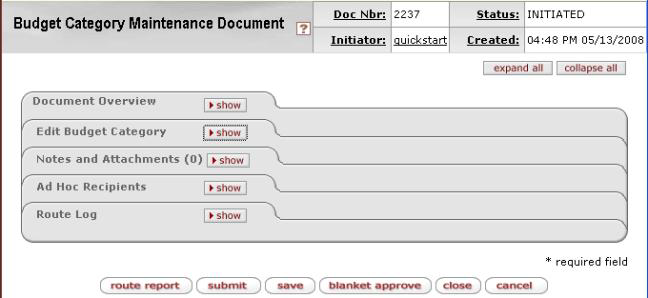 Budget Category Maintenance Document ?
Doc Nbr: 2237 Status: INITIATED
Initiator: quickstart Created: 04:48 PM 05/13/2008
expand all collapse all
Document Overview show
Edit Budget Category show
Notes and Attachments (0) show
Ad Hoc Recipients show
Route Log show
* required field
route report submit save blanket approve close cancel